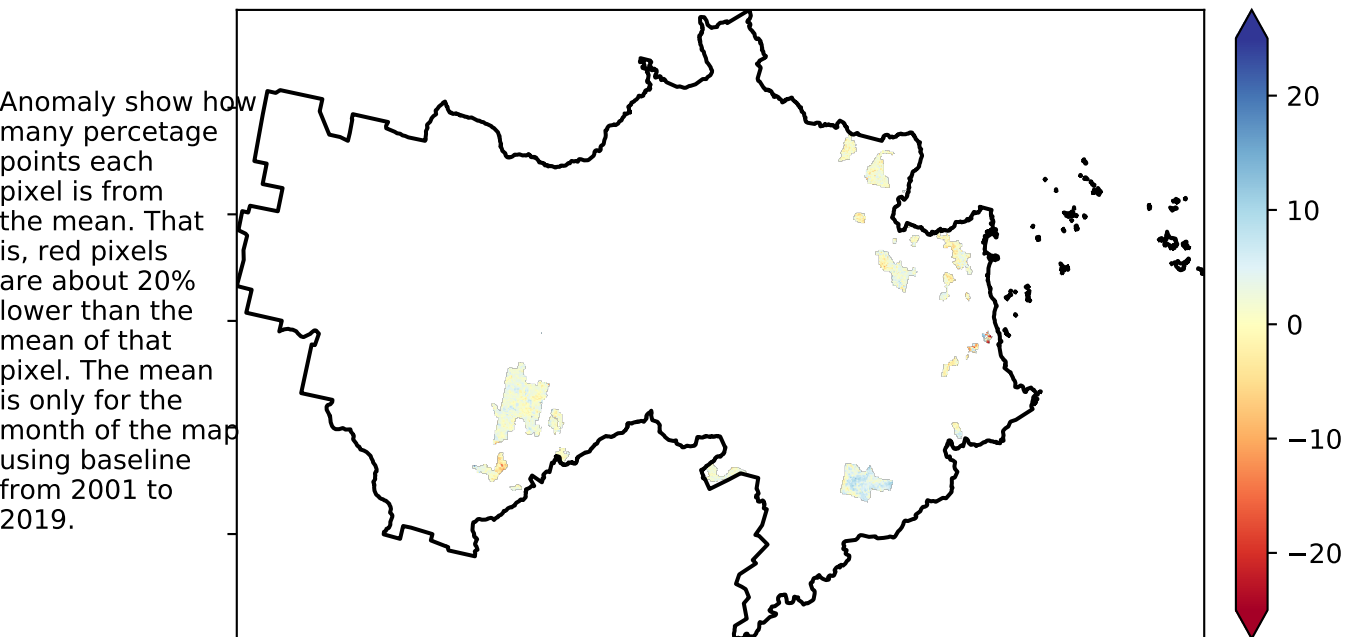 Anomaly show how
many percetage
points each
pixel is from
the mean. That
is, red pixels
are about 20%
lower than the
mean of that
pixel. The mean
is only for the
month of the map
using baseline
from 2001 to
2019.
20
10
0
−10
−20